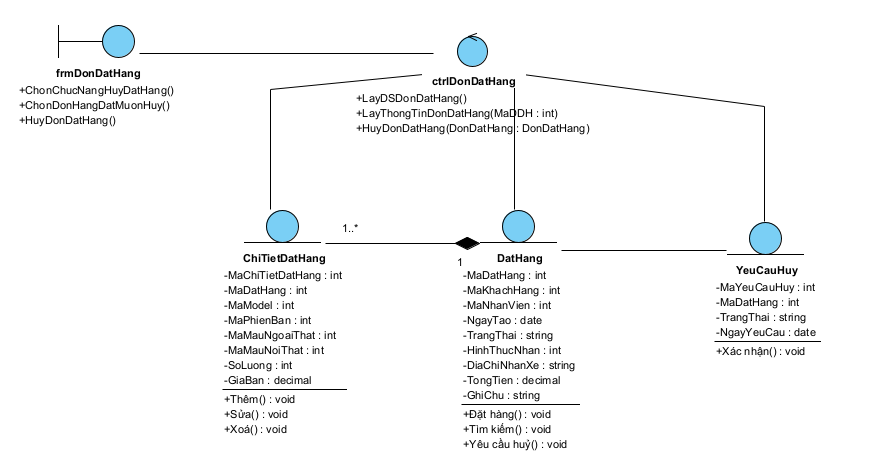 frmDonDatHang
+ChonChucNangHuyDatHang()
+ChonDonHangDatMuonHuy()
+HuyDonDatHang()
ctrlDonDatHang
+LayDSDonDatHang()
+LayThongTinDonDatHang(MaDDH : int)
+HuyDonDatHang(DonDatHang : DonDatHang)
1..*
1
ChiTietDatHang
-MaChiTietDatHang : int
-MaDatHang : int
-MaModel : int
-MaPhienBan : int
-MaMauNgoaiThat : int
-MaMauNoiThat : int
-SoLuong : int
-GiaBan : decimal
+Thêm() : void
+Sửa() : void
+Xoá() : void
DatHang
-MaDatHang : int
-MaKhachHang : int
-MaNhanVien : int
-NgayTao : date
-TrangThai : string
-HinhThucNhan : int
-DiaChiNhanXe : string
-TongTien : decimal
-GhiChu : string
+Đặt hàng() : void
+Tìm kiếm() : void
+Yêu cầu huỷ() : void
YeuCauHuy
-MaYeuCauHuy : int
-MaDatHang : int
-TrangThai : string
-NgayYeuCau : date
+Xác nhận() : void